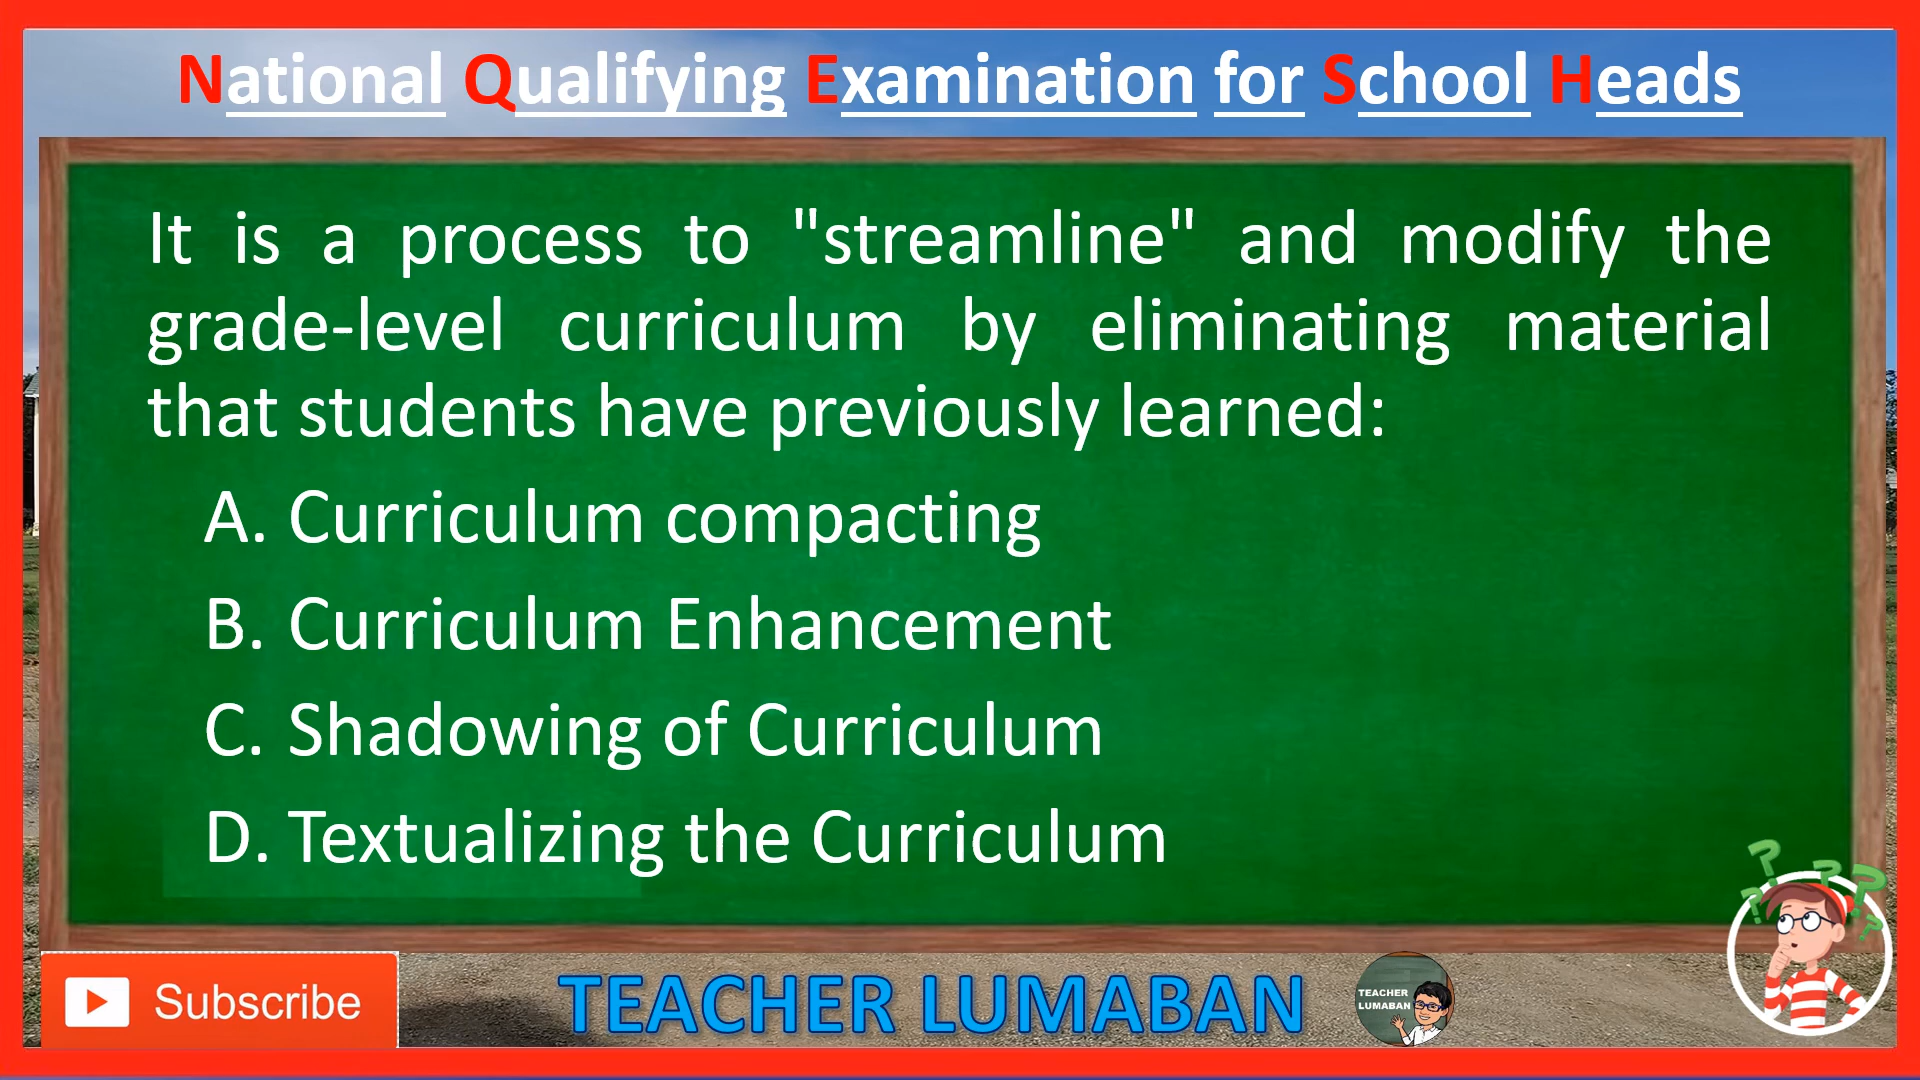 National Qualifying Examination for School Heads
It is a process to "streamline" and modify the
grade-level curriculum by eliminating material
that students have previously learned:
A. Curriculum compacting
B. Curriculum Enhancement
C. Shadowing of Curriculum
D. Textualizing the Curriculum
Subscribe
TEACHER LUMABAN
TEACHER
LUMABAN